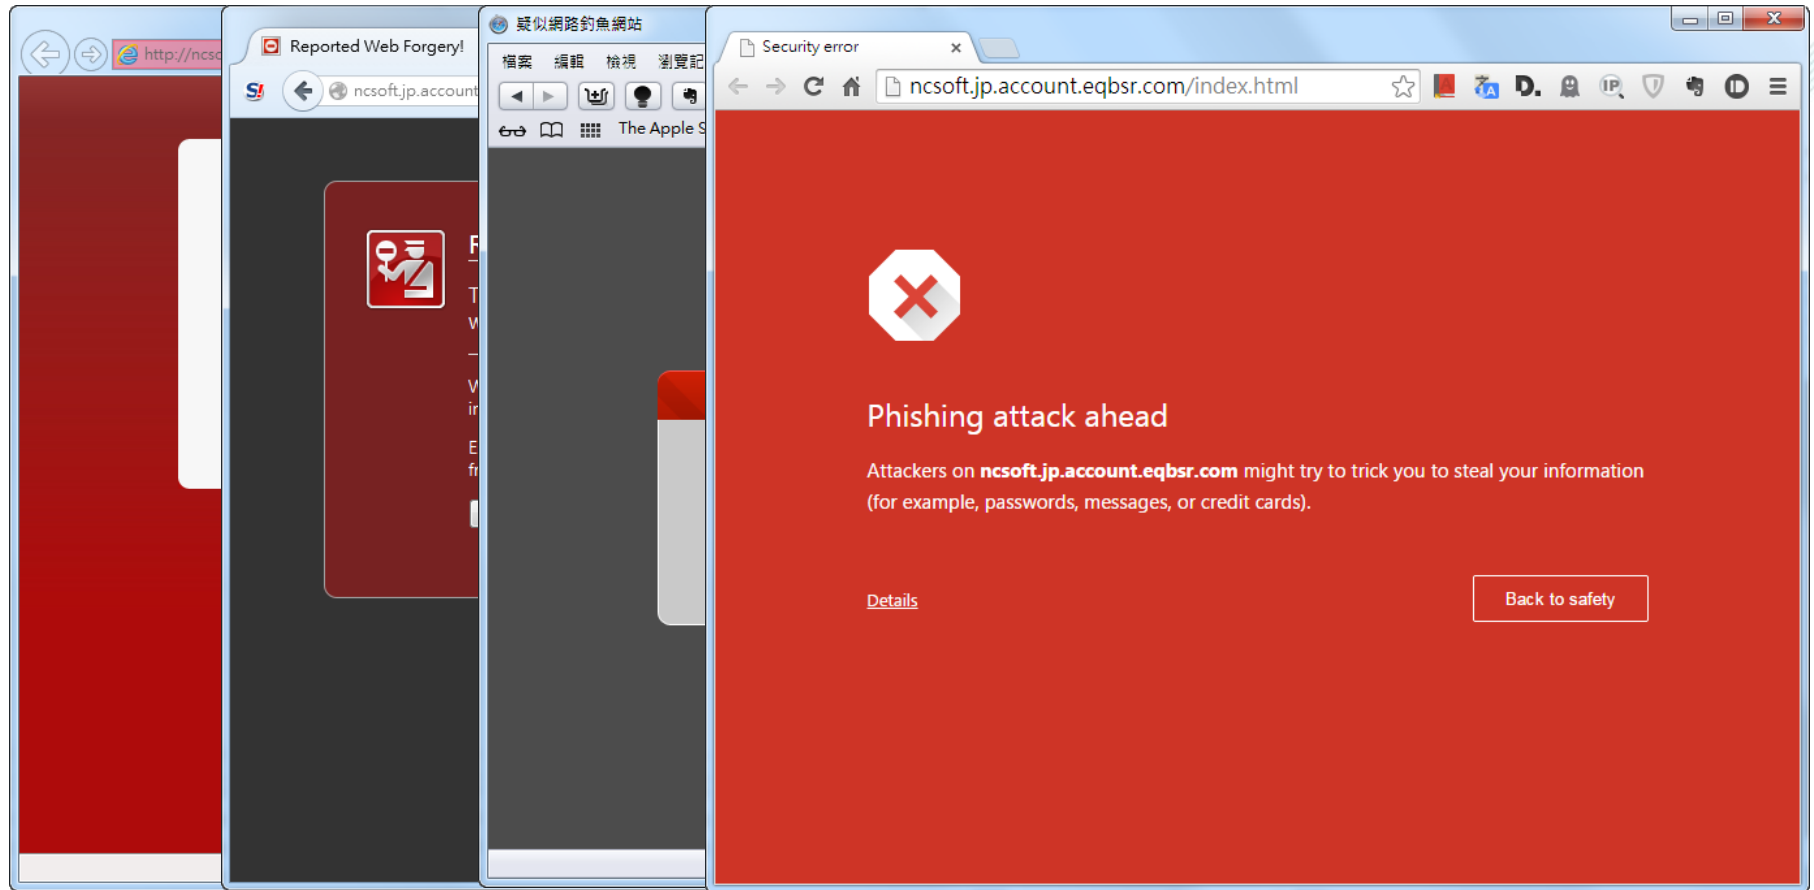 http://ncso
Reported Web Forgery!
S!
ncsoft.jp.account
疑似網路釣魚網站
檔案 編輯 檢視 瀏覽記
The Apple S
Security error
ncsoft.jp.account.eqbsr.com/index.html
D.
IP
Phishing attack ahead
Attackers on ncsoft.jp.account.eqbsr.com might try to trick you to steal your information
(for example, passwords, messages, or credit cards).
Details
Back to safety